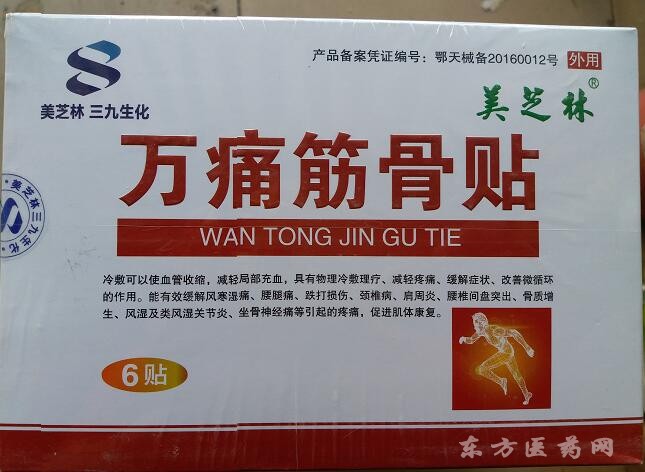 产品备案凭证编号：鄂天械备20160012号 外用
美芝林 三九生化
美芝林®
万痛筋骨贴
WAN TONG JIN GU TIE
·美芝林三九生化·
冷敷可以使血管收缩，减轻局部充血，具有物理冷敷理疗、减轻疼痛、缓解症状、改善微循环
的作用。能有效缓解风寒湿痛、腰腿痛、跌打损伤、颈椎病、肩周炎、腰椎间盘突出、骨质增
生、风湿及类风湿关节炎、坐骨神经痛等引起的疼痛，促进肌体康复。
6贴
东方医药网